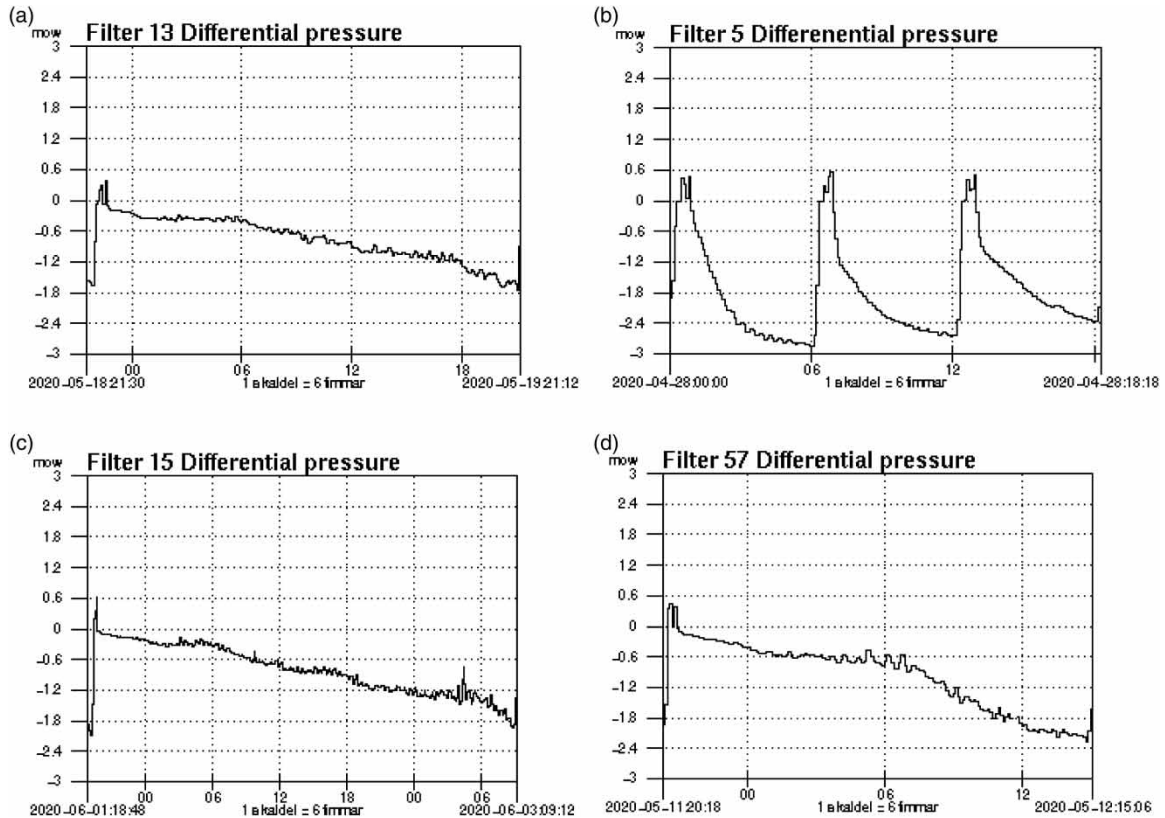 (a)
mow
Filter 13 Differential pressure
3
2.4
1.8
1.2
0.6
0
-0.6
-1.2
-1.8
-2.4
-3
00 06 12 18
2020-05-18 21:30 1 skaldel = 6 timmar 2020-05-19 21:12
(b)
mow
Filter 5 Differenential pressure
3
2.4
1.8
1.2
0.6
0
-0.6
-1.2
-1.8
-2.4
-3
06 12
2020-04-28:00:00 1 skaldel = 6 timmar 2020-04-28:18:18
(c)
mow
Filter 15 Differential pressure
3
2.4
1.8
1.2
0.6
0
-0.6
-1.2
-1.8
-2.4
-3
00 06 12 18 00 06
2020-06-01:18:48 1 skaldel = 6 timmar 2020-06-03:09:12
(d)
mow
Filter 57 Differential pressure
3
2.4
1.8
1.2
0.6
0
-0.6
-1.2
-1.8
-2.4
-3
00 06 12
2020-05-11:20:18 1 skaldel = 6 timmar 2020-05-12:15:06